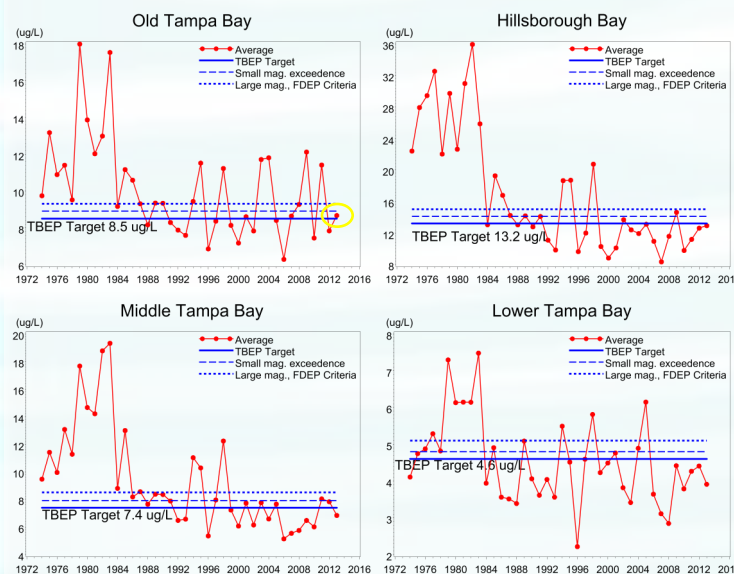 Old Tampa Bay
(ug/L)
18
16
14
12
10
8
6
Average
TBEP Target
Small mag. exceedence
Large mag., FDEP Criteria
TBEP Target 8.5 ug/L
1972 1976 1980 1984 1988 1992 1996 2000 2004 2008 2012 2016
Hillsborough Bay
(ug/L)
36
32
28
24
20
16
12
8
Average
TBEP Target
Small mag. exceedence
Large mag., FDEP Criteria
TBEP Target 13.2 ug/L
1972 1976 1980 1984 1988 1992 1996 2000 2004 2008 2012 201
Middle Tampa Bay
(ug/L)
20
18
16
14
12
10
8
6
4
Average
TBEP Target
Small mag. exceedence
Large mag., FDEP Criteria
TBEP Target 7.4 ug/L
1972 1976 1980 1984 1988 1992 1996 2000 2004 2008 2012 2016
Lower Tampa Bay
(ug/L)
8
7
6
5
4
3
2
Average
TBEP Target
Small mag. exceedence
Large mag., FDEP Criteria
TBEP Target 4.6 ug/L
1972 1976 1980 1984 1988 1992 1996 2000 2004 2008 2012 201